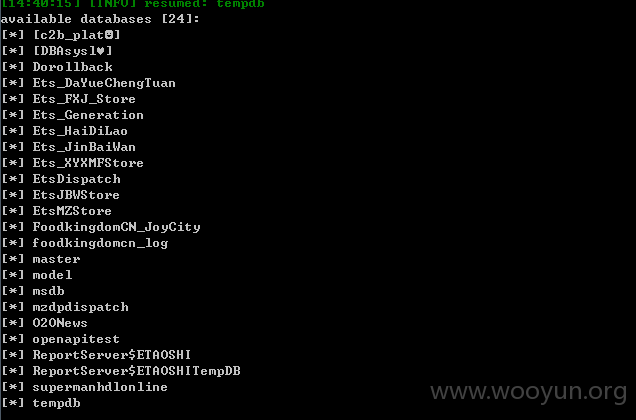 [14:40:15] [INFO] resumed: tempdb
available databases [24]:
[*] [c2b_plat☻]
[*] [DBAsysl♥]
[*] Dorollback
[*] Ets_DaYueChengTuan
[*] Ets_FXJ_Store
[*] Ets_Generation
[*] Ets_HaiDiLao
[*] Ets_JinBaiWan
[*] Ets_XYXMFStore
[*] EtsDispatch
[*] EtsJBWStore
[*] EtsMZStore
[*] FoodkingdomCN_JoyCity
[*] foodkingdomcn_log
[*] master
[*] model
[*] msdb
[*] mzdpdispatch
[*] O2ONews
[*] openapitest
[*] ReportServer$ETAOSHI
[*] ReportServer$ETAOSHITempDB
[*] supermanhdlonline
[*] tempdb
www.wooyun.org